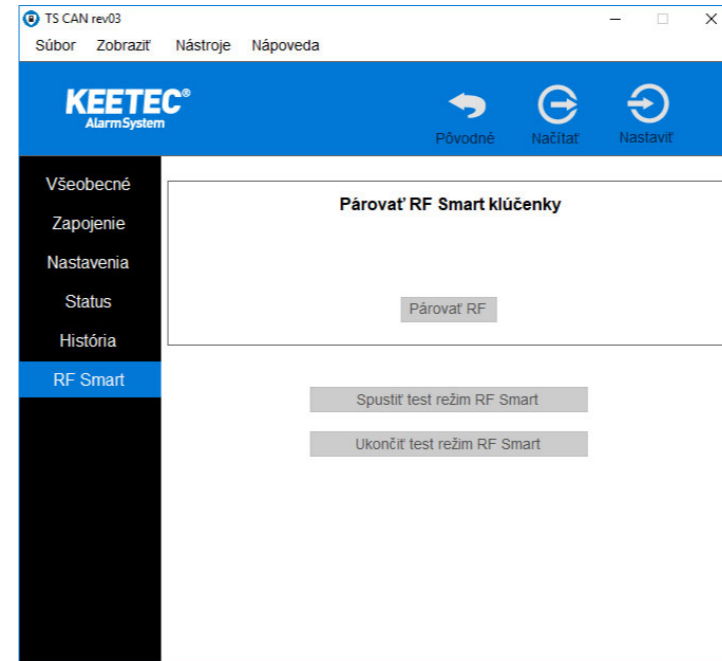 TS CAN rev03
Súbor Zobraziť Nástroje Nápoveda
KEETEC®
AlarmSystem
Pôvodné Načítať Nastaviť
Všeobecné
Zapojenie
Nastavenia
Status
História
RF Smart
Párovať RF Smart kľúčenky
Párovať RF
Spustiť test režim RF Smart
Ukončiť test režim RF Smart